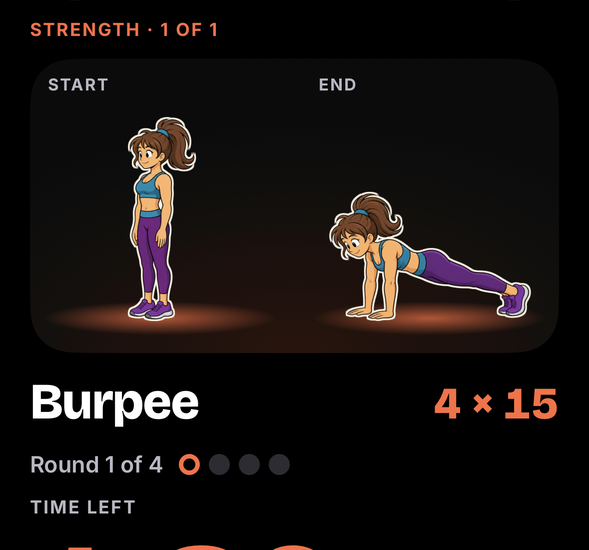 STRENGTH · 1 OF 1
START
END
Burpee
4 × 15
Round 1 of 4
TIME LEFT